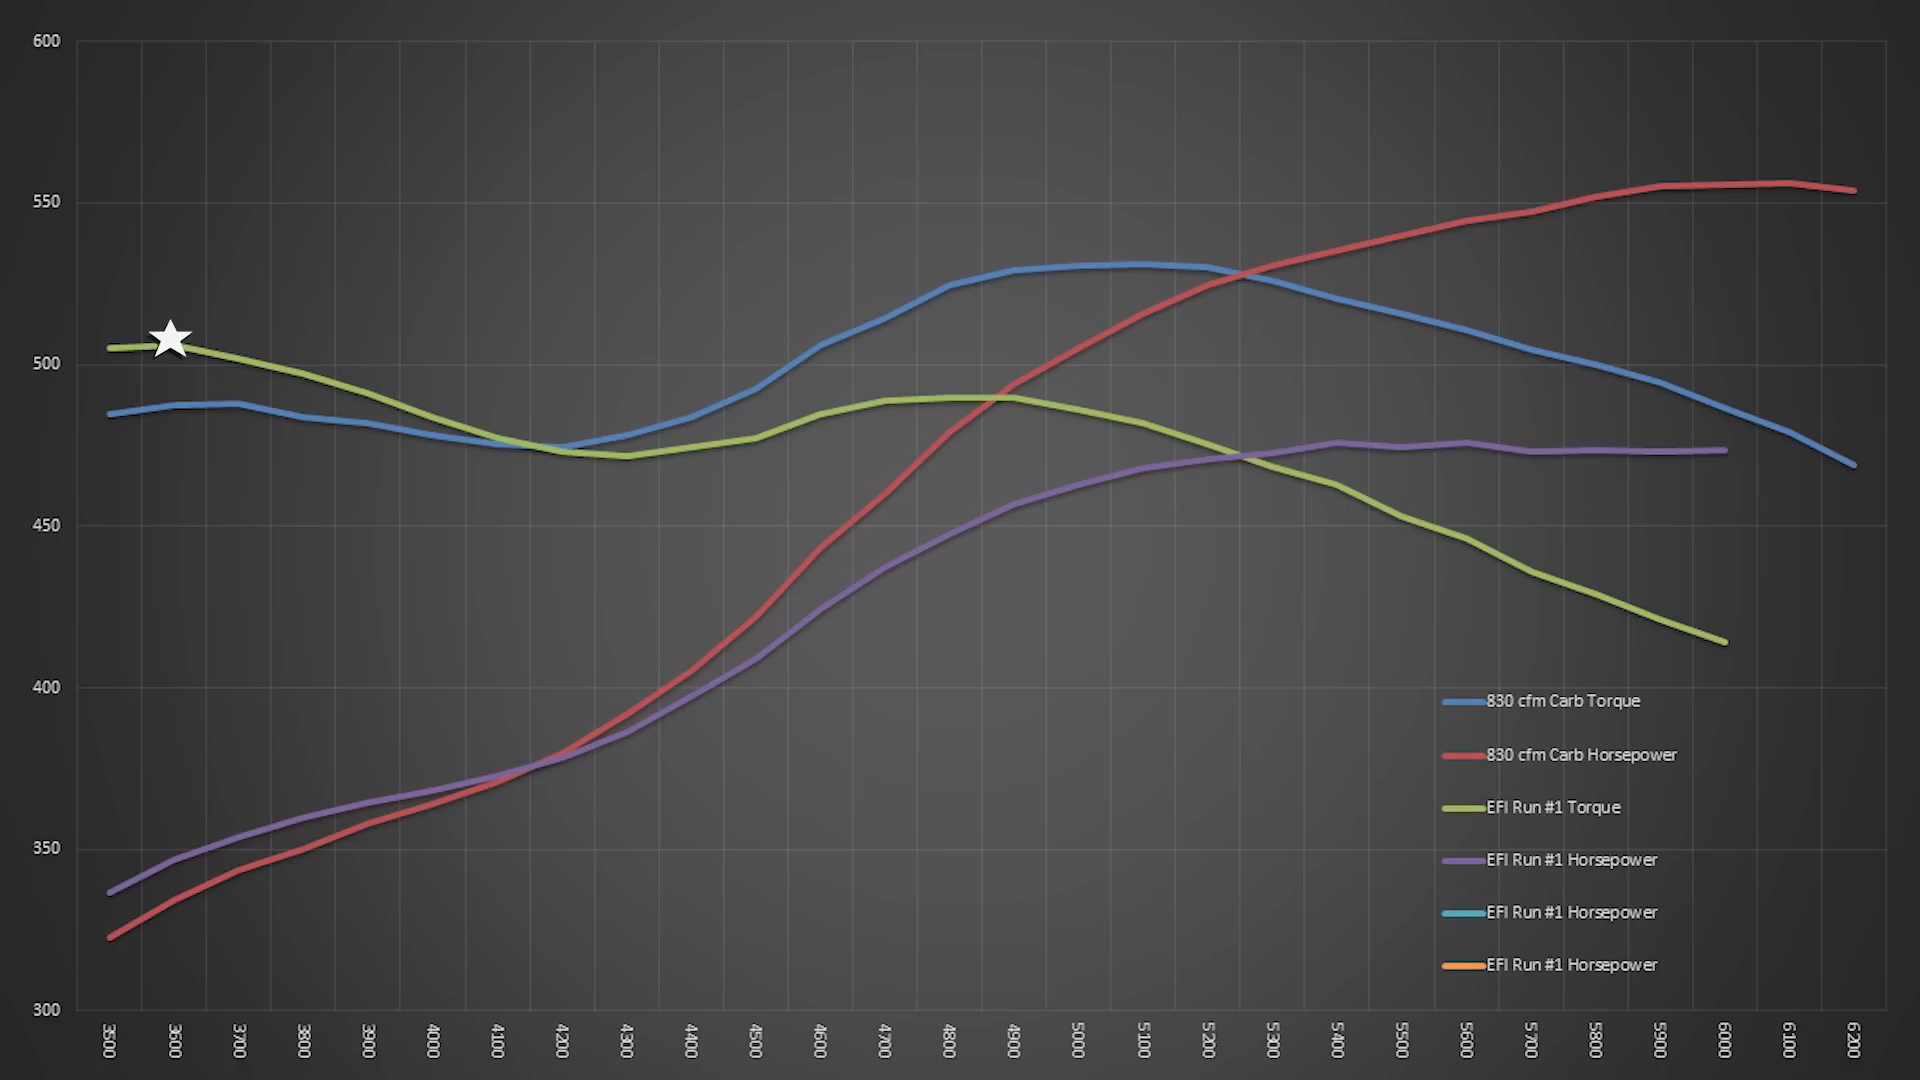 600
550
500
450
400
350
300
830 cfm Carb Torque
830 cfm Carb Horsepower
EFI Run #1 Torque
EFI Run #1 Horsepower
EFI Run #1 Horsepower
EFI Run #1 Horsepower
3500 3600 3700 3800 3900 4000 4100 4200 4300 4400 4500 4600 4700 4800 4900 5000 5100 5200 5300 5400 5500 5600 5700 5800 5900 6000 6100 6200